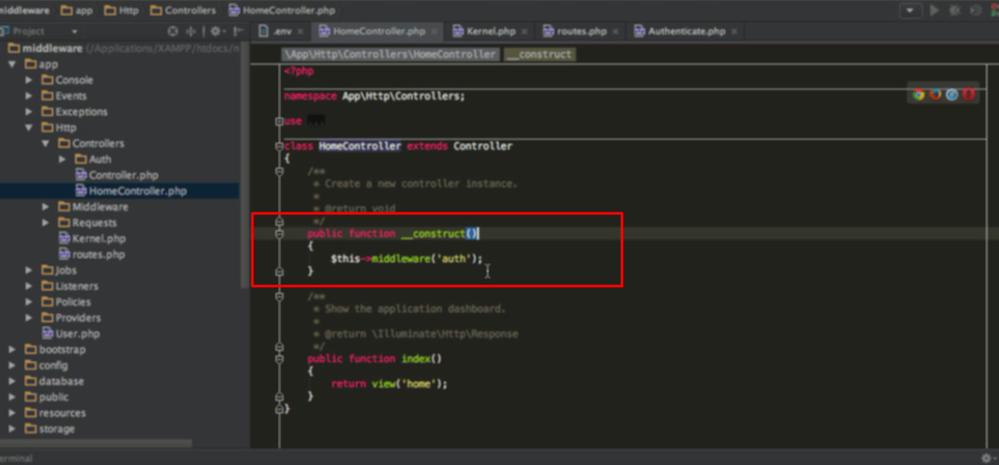 middleware app Http Controllers HomeController.php
Project
.env HomeController.php Kernel.php routes.php Authenticate.php
middleware (/Applications/XAMPP/htdocs/
app
Console
Events
Exceptions
Http
Controllers
Auth
Controller.php
HomeController.php
Middleware
Requests
Kernel.php
routes.php
Jobs
Listeners
Policies
Providers
User.php
bootstrap
config
database
public
resources
storage
\App\Http\Controllers\HomeController __construct
<?php
namespace App\Http\Controllers;
use ...
class HomeController extends Controller
{
/**
* Create a new controller instance.
*
* @return void
*/
public function __construct()
{
$this->middleware('auth');
}
/**
* Show the application dashboard.
*
* @return \Illuminate\Http\Response
*/
public function index()
{
return view('home');
}
}
erminal